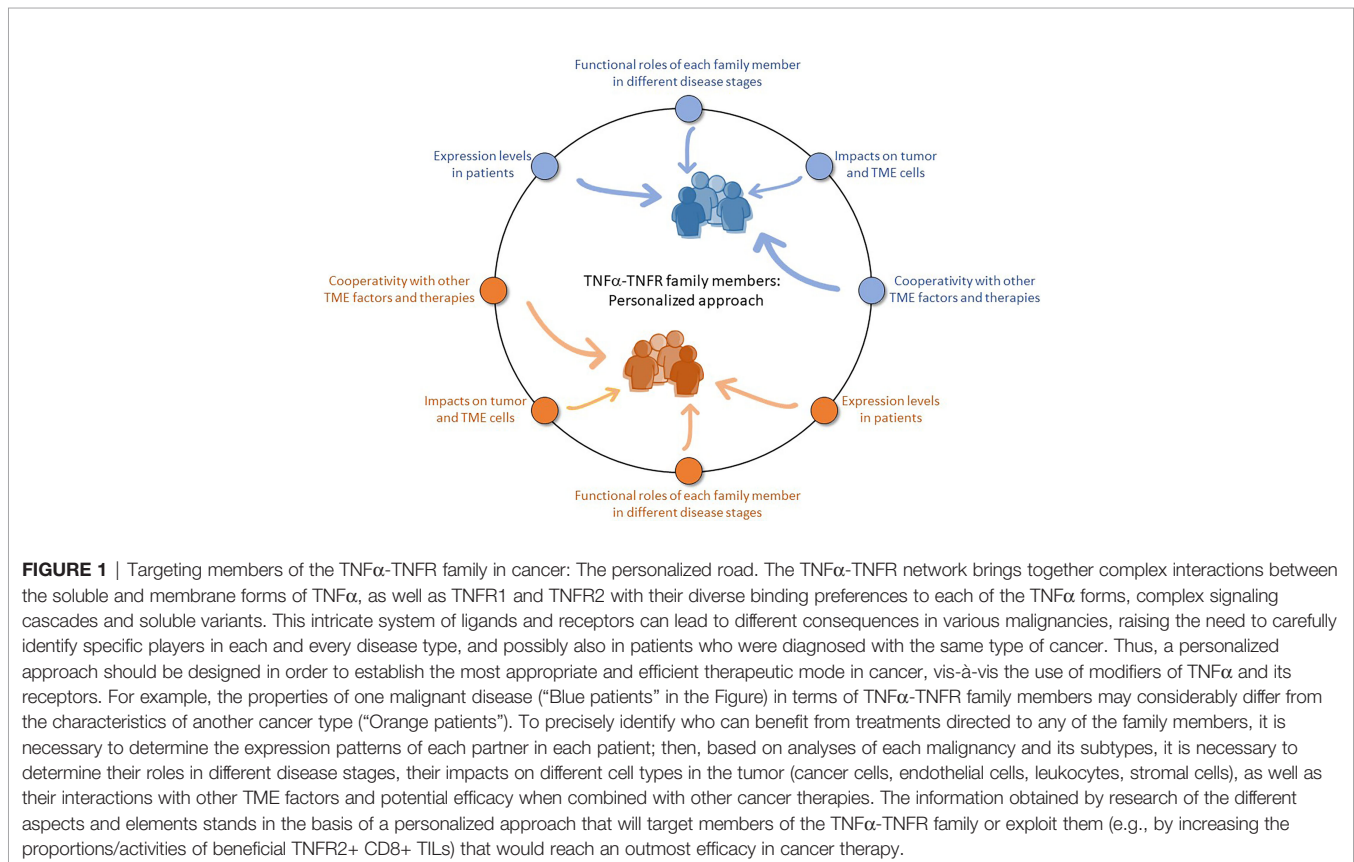 Functional roles of each family member
in different disease stages
Expression levels
in patients
Impacts on tumor
and TME cells
Cooperativity with other
TME factors and therapies
TNFα-TNFR family members:
Personalized approach
Cooperativity with other
TME factors and therapies
Impacts on tumor
and TME cells
Expression levels
in patients
Functional roles of each family member
in different disease stages
FIGURE 1 | Targeting members of the TNFα-TNFR family in cancer: The personalized road. The TNFα-TNFR network brings together complex interactions between
the soluble and membrane forms of TNFα, as well as TNFR1 and TNFR2 with their diverse binding preferences to each of the TNFα forms, complex signaling
cascades and soluble variants. This intricate system of ligands and receptors can lead to different consequences in various malignancies, raising the need to carefully
identify specific players in each and every disease type, and possibly also in patients who were diagnosed with the same type of cancer. Thus, a personalized
approach should be designed in order to establish the most appropriate and efficient therapeutic mode in cancer, vis-à-vis the use of modifiers of TNFα and its
receptors. For example, the properties of one malignant disease (“Blue patients” in the Figure) in terms of TNFα-TNFR family members may considerably differ from
the characteristics of another cancer type (“Orange patients”). To precisely identify who can benefit from treatments directed to any of the family members, it is
necessary to determine the expression patterns of each partner in each patient; then, based on analyses of each malignancy and its subtypes, it is necessary to
determine their roles in different disease stages, their impacts on different cell types in the tumor (cancer cells, endothelial cells, leukocytes, stromal cells), as well as
their interactions with other TME factors and potential efficacy when combined with other cancer therapies. The information obtained by research of the different
aspects and elements stands in the basis of a personalized approach that will target members of the TNFα-TNFR family or exploit them (e.g., by increasing the
proportions/activities of beneficial TNFR2+ CD8+ TILs) that would reach an outmost efficacy in cancer therapy.